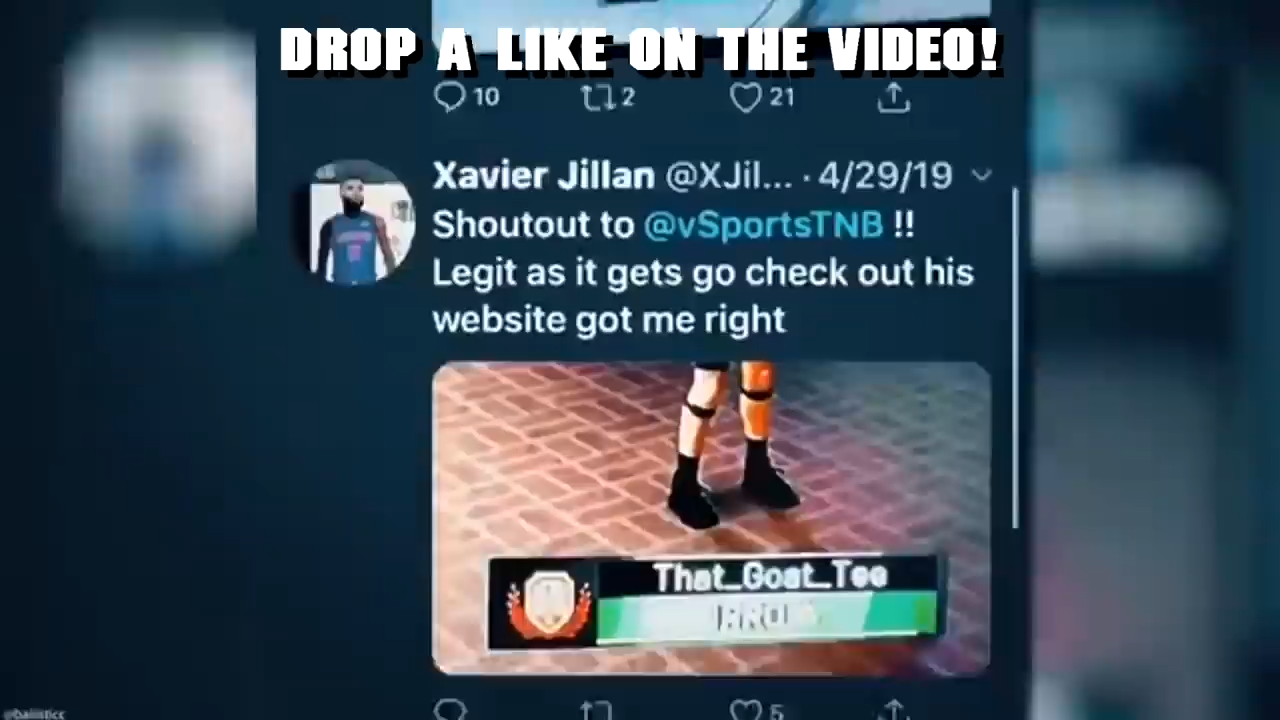 DROP A LIKE ON THE VIDEO!
10 2 21
Xavier Jillan @XJil... · 4/29/19
Shoutout to @vSportsTNB !!
Legit as it gets go check out his
website got me right
That_Goat_Tee
5
@ballisticc